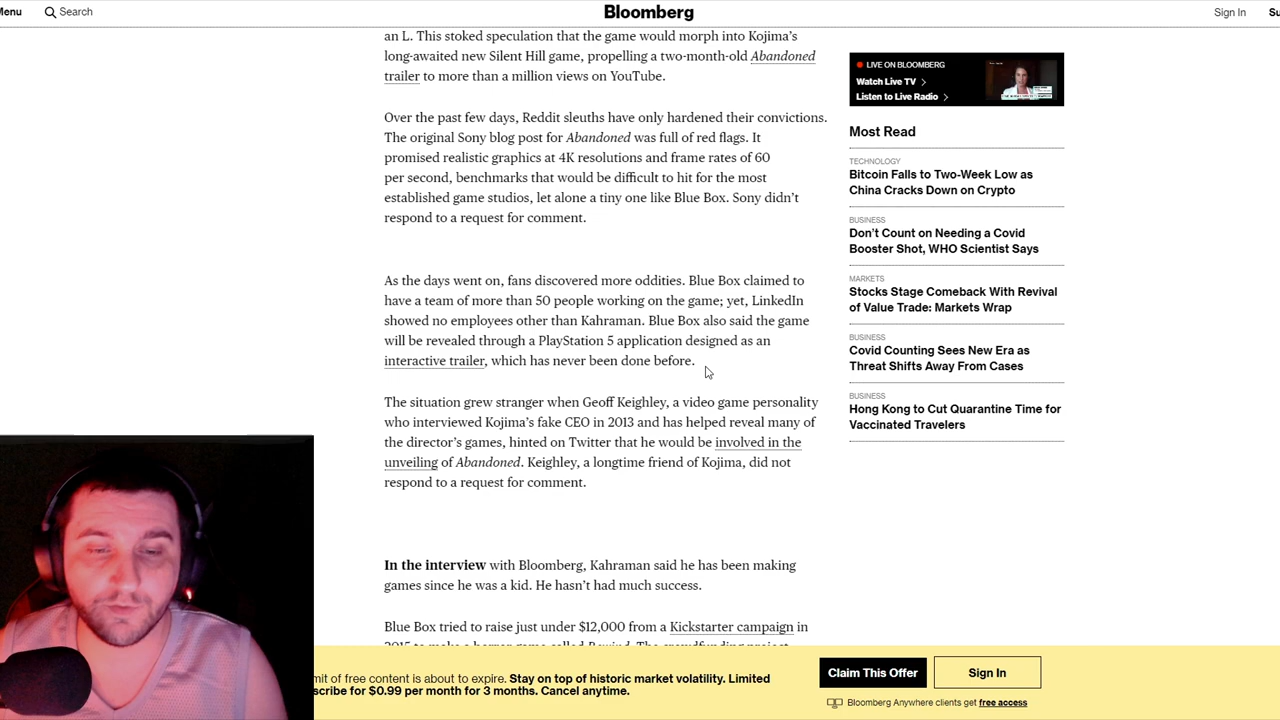 Menu
Search
Bloomberg
Sign In
Su
an L. This stoked speculation that the game would morph into Kojima's
long-awaited new Silent Hill game, propelling a two-month-old Abandoned
trailer to more than a million views on YouTube.
Over the past few days, Reddit sleuths have only hardened their convictions.
The original Sony blog post for Abandoned was full of red flags. It
promised realistic graphics at 4K resolutions and frame rates of 60
per second, benchmarks that would be difficult to hit for the most
established game studios, let alone a tiny one like Blue Box. Sony didn't
respond to a request for comment.
As the days went on, fans discovered more oddities. Blue Box claimed to
have a team of more than 50 people working on the game; yet, LinkedIn
showed no employees other than Kahraman. Blue Box also said the game
will be revealed through a PlayStation 5 application designed as an
interactive trailer, which has never been done before.
The situation grew stranger when Geoff Keighley, a video game personality
who interviewed Kojima's fake CEO in 2013 and has helped reveal many of
the director's games, hinted on Twitter that he would be involved in the
unveiling of Abandoned. Keighley, a longtime friend of Kojima, did not
respond to a request for comment.
In the interview with Bloomberg, Kahraman said he has been making
games since he was a kid. He hasn't had much success.
Blue Box tried to raise just under $12,000 from a Kickstarter campaign in
LIVE ON BLOOMBERG
Watch Live TV
Listen to Live Radio
Most Read
TECHNOLOGY
Bitcoin Falls to Two-Week Low as
China Cracks Down on Crypto
BUSINESS
Don't Count on Needing a Covid
Booster Shot, WHO Scientist Says
MARKETS
Stocks Stage Comeback With Revival
of Value Trade: Markets Wrap
BUSINESS
Covid Counting Sees New Era as
Threat Shifts Away From Cases
BUSINESS
Hong Kong to Cut Quarantine Time for
Vaccinated Travelers
mit of free content is about to expire. Stay on top of historic market volatility. Limited
scribe for $0.99 per month for 3 months. Cancel anytime.
Claim This Offer
Sign In
Bloomberg Anywhere clients get free access